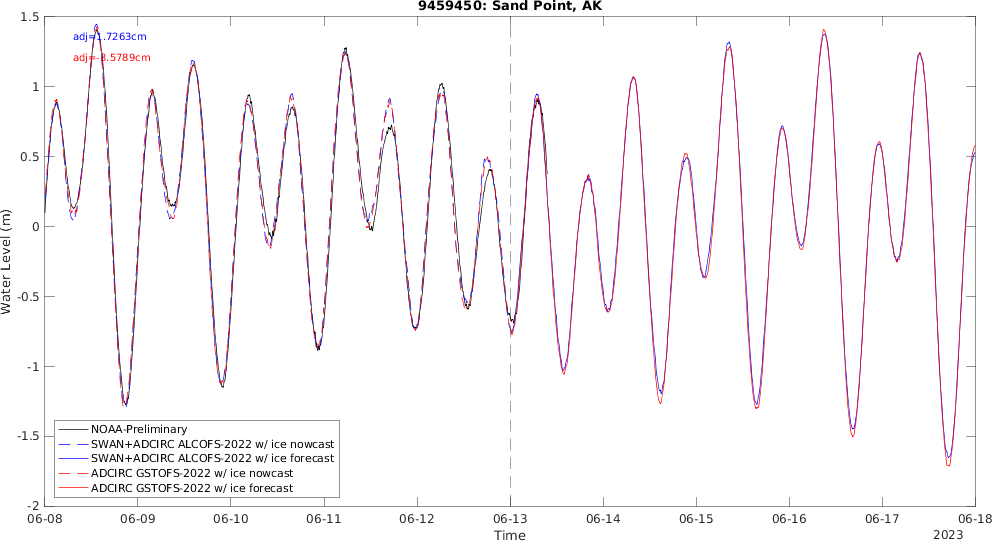 9459450: Sand Point, AK
adj=1.7263cm
adj=-3.5789cm
Water Level (m)
1.5
1
0.5
0
-0.5
-1
-1.5
-2
NOAA-Preliminary
SWAN+ADCIRC ALCOFS-2022 w/ ice nowcast
SWAN+ADCIRC ALCOFS-2022 w/ ice forecast
ADCIRC GSTOFS-2022 w/ ice nowcast
ADCIRC GSTOFS-2022 w/ ice forecast
06-08 06-09 06-10 06-11 06-12 06-13 06-14 06-15 06-16 06-17 06-18
Time
2023